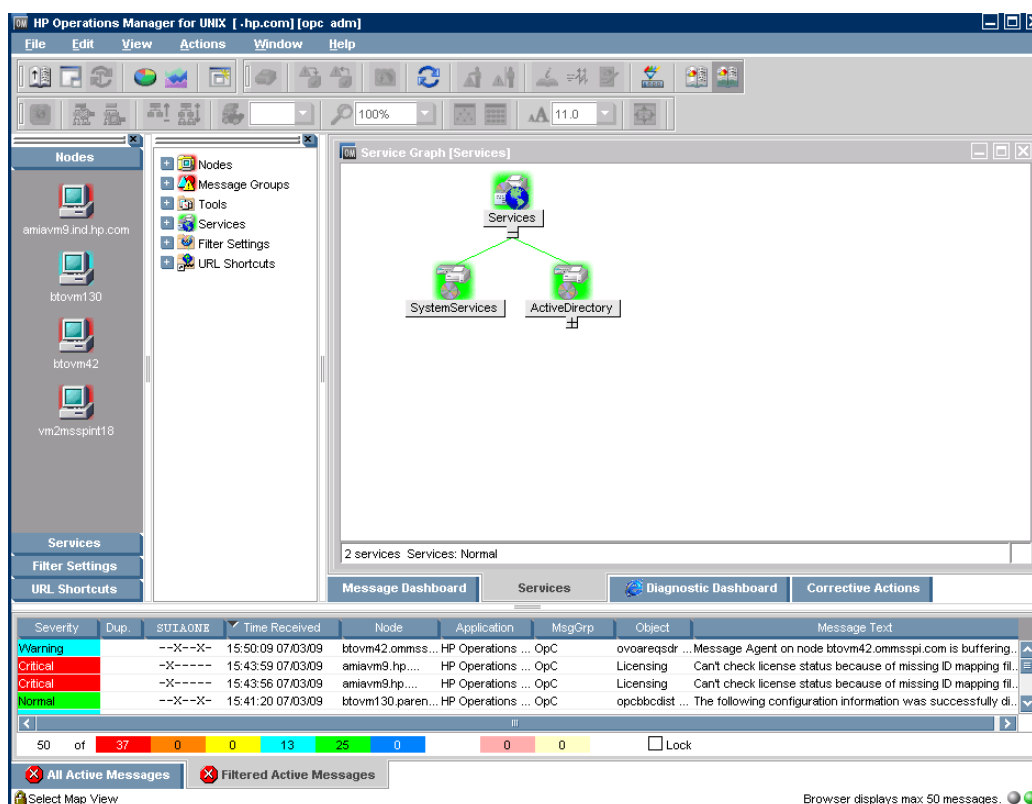 HP Operations Manager for UNIX [ .hp.com] [opc adm]
File Edit View Actions Window Help
100%
11.0
Nodes
amiavm9.ind.hp.com
btovm130
btovm42
vm2msspint18
Services
Filter Settings
URL Shortcuts
Nodes
Message Groups
Tools
Services
Filter Settings
URL Shortcuts
Service Graph [Services]
Services
SystemServices
ActiveDirectory
2 services Services: Normal
Message Dashboard Services Diagnostic Dashboard Corrective Actions
Severity Dup. SUIAONE Time Received Node Application MsgGrp Object Message Text
Warning --X--X- 15:50:09 07/03/09 btovm42.ommss... HP Operations ... OpC ovoareqsdr ... Message Agent on node btovm42.ommsspi.com is buffering...
Critical -X----- 15:43:59 07/03/09 amiavm9.hp.... HP Operations ... OpC Licensing Can't check license status because of missing ID mapping fil...
Critical -X----- 15:43:56 07/03/09 amiavm9.hp.... HP Operations ... OpC Licensing Can't check license status because of missing ID mapping fil...
Normal --X--X- 15:41:20 07/03/09 btovm130.paren... HP Operations ... OpC opcbbcdist ... The following configuration information was successfully di...
50 of 37 0 0 13 25 0 0 0 Lock
All Active Messages Filtered Active Messages
Select Map View Browser displays max 50 messages.